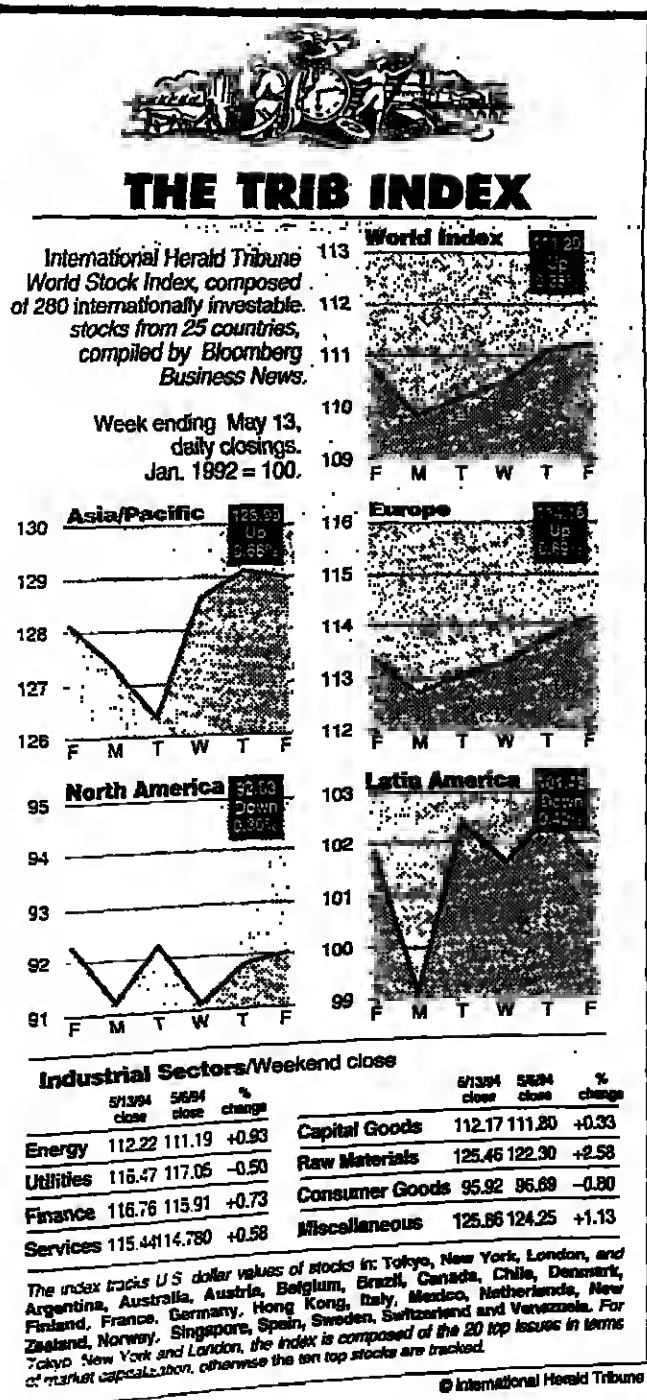 THE TRIB INDEX
International Herald Tribune
World Stock Index, composed
of 280 internationally investable
stocks from 25 countries,
compiled by Bloomberg
Business News.
Week ending May 13,
daily closings.
Jan. 1992 = 100.
World Index
Up
113
112
111
110
109
F M T W T F
Asia/Pacific
Up
130
129
128
127
126
F M T W T F
Europe
Up
116
115
114
113
112
F M T W T F
North America
Down
95
94
93
92
91
F M T W T F
Latin America
Down
103
102
101
100
99
F M T W T F
Industrial Sectors/Weekend close
5/13/94 close 5/6/94 close % change
Energy 112.22 111.19 +0.93
Utilities 116.47 117.05 –0.50
Finance 116.76 115.91 +0.73
Services 115.44 114.780 +0.58
5/13/94 close 5/6/94 close % change
Capital Goods 112.17 111.80 +0.33
Raw Materials 125.46 122.30 +2.58
Consumer Goods 95.92 96.69 –0.80
Miscellaneous 125.66 124.25 +1.13
The index tracks U.S. dollar values of stocks in: Tokyo, New York, London, and
Argentina, Australia, Austria, Belgium, Brazil, Canada, Chile, Denmark,
Finland, France, Germany, Hong Kong, Italy, Mexico, Netherlands, New
Zealand, Norway, Singapore, Spain, Sweden, Switzerland and Venezuela. For
Tokyo, New York and London, the index is composed of the 20 top issues in terms
of market capitalization, otherwise the ten top stocks are tracked.
© International Herald Tribune